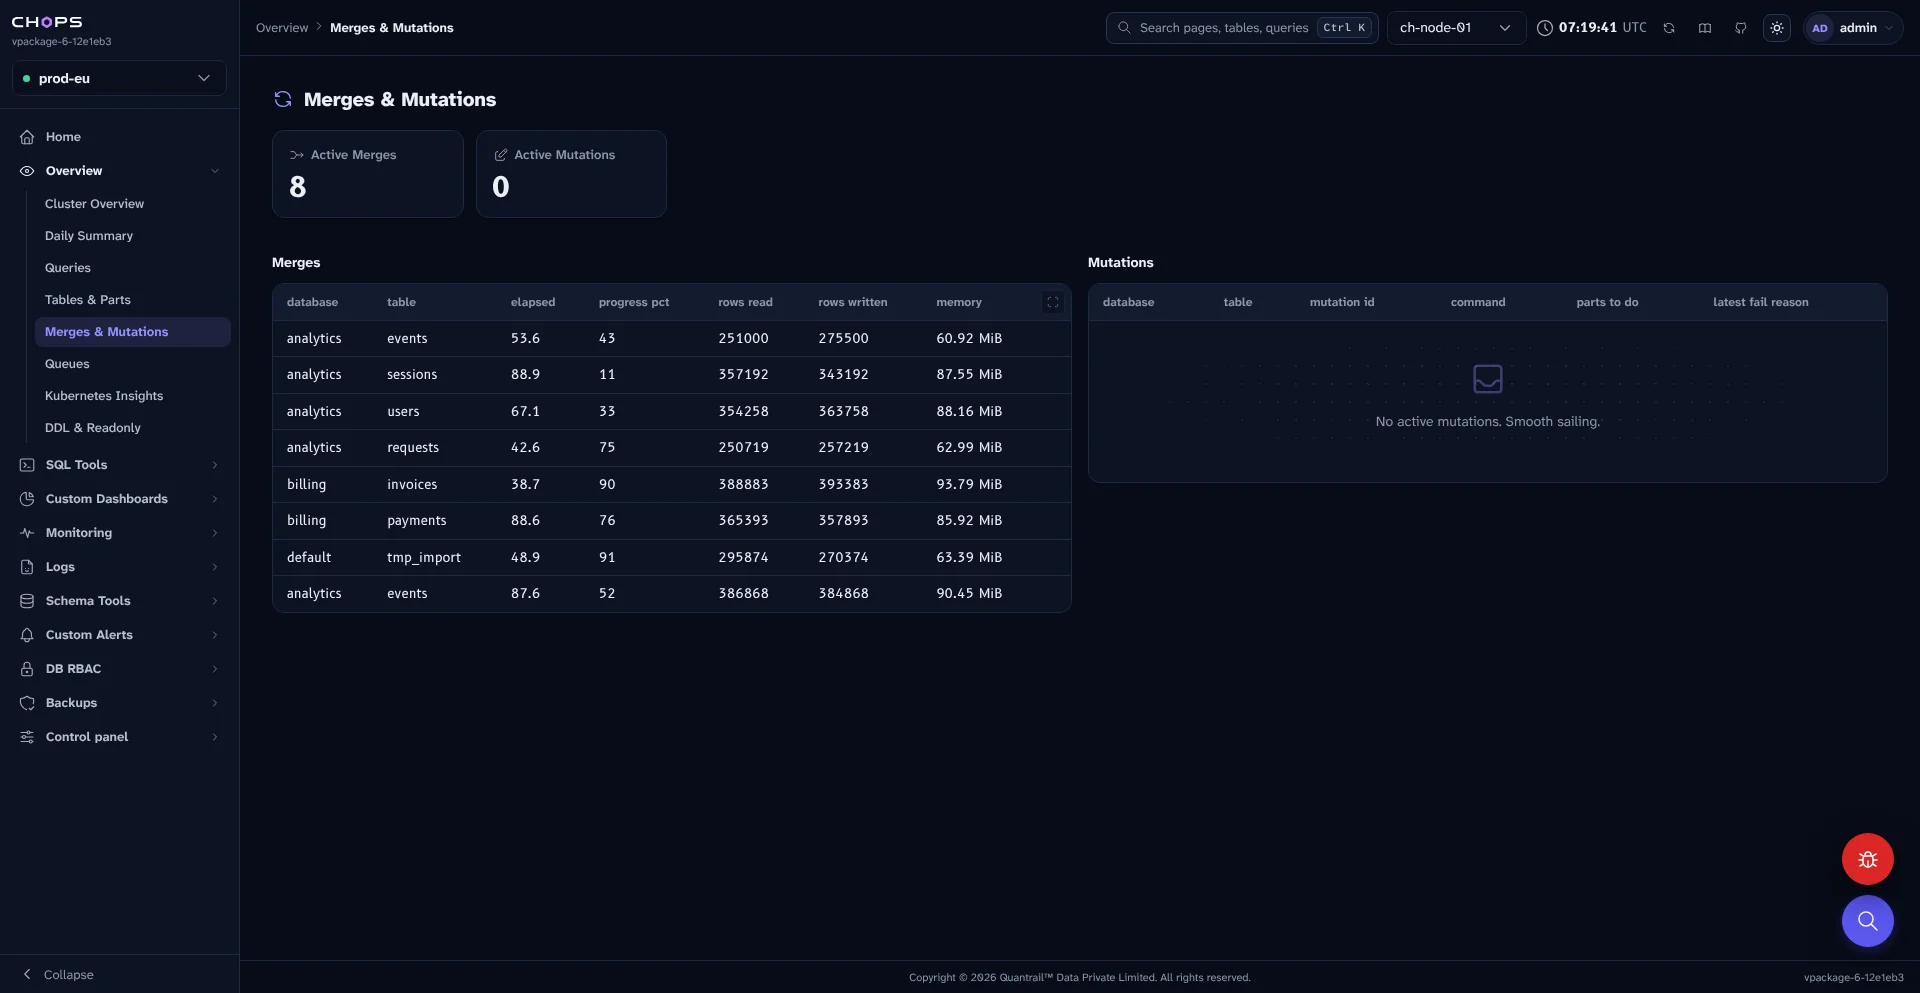 CHOPS
vpackage-6-12e1eb3
prod-eu
Home
Overview
Cluster Overview
Daily Summary
Queries
Tables & Parts
Merges & Mutations
Queues
Kubernetes Insights
DDL & Readonly
SQL Tools
Custom Dashboards
Monitoring
Logs
Schema Tools
Custom Alerts
DB RBAC
Backups
Control panel
Collapse
Overview > Merges & Mutations
Search pages, tables, queries Ctrl K
ch-node-01
07:19:41 UTC
AD admin
Merges & Mutations
Active Merges
8
Active Mutations
0
Merges
database table elapsed progress pct rows read rows written memory
analytics events 53.6 43 251000 275500 60.92 MiB
analytics sessions 88.9 11 357192 343192 87.55 MiB
analytics users 67.1 33 354258 363758 88.16 MiB
analytics requests 42.6 75 250719 257219 62.99 MiB
billing invoices 38.7 90 388883 393383 93.79 MiB
billing payments 88.6 76 365393 357893 85.92 MiB
default tmp_import 48.9 91 295874 270374 63.39 MiB
analytics events 87.6 52 386868 384868 90.45 MiB
Mutations
database table mutation id command parts to do latest fail reason
No active mutations. Smooth sailing.
Copyright © 2026 Quantrail™ Data Private Limited. All rights reserved.
vpackage-6-12e1eb3